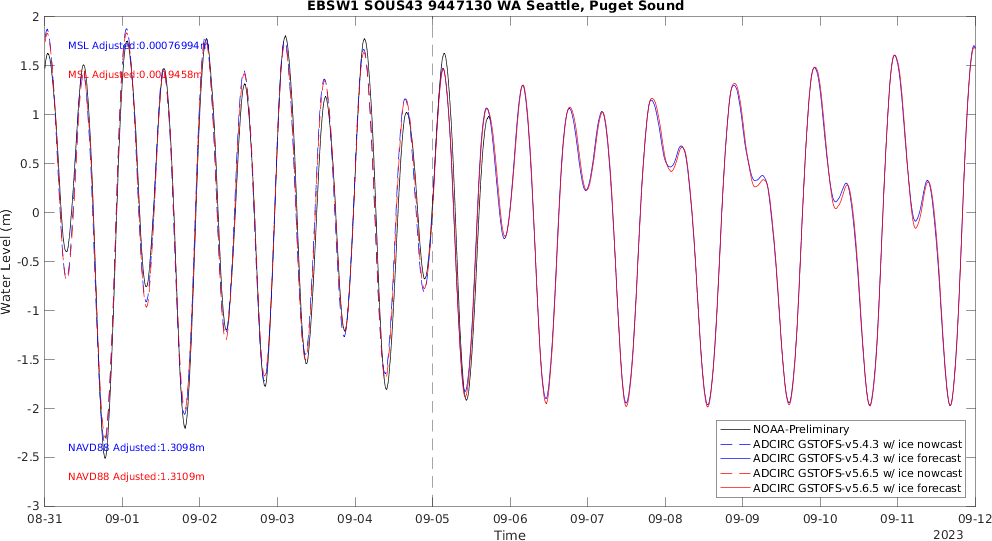 EBSW1 SOUS43 9447130 WA Seattle, Puget Sound
2
1.5
1
0.5
0
-0.5
-1
-1.5
-2
-2.5
-3
Water Level (m)
MSL Adjusted:0.00076994m
MSL Adjusted:0.0019458m
NAVD88 Adjusted:1.3098m
NAVD88 Adjusted:1.3109m
NOAA-Preliminary
ADCIRC GSTOFS-v5.4.3 w/ ice nowcast
ADCIRC GSTOFS-v5.4.3 w/ ice forecast
ADCIRC GSTOFS-v5.6.5 w/ ice nowcast
ADCIRC GSTOFS-v5.6.5 w/ ice forecast
08-31 09-01 09-02 09-03 09-04 09-05 09-06 09-07 09-08 09-09 09-10 09-11 09-12
Time
2023